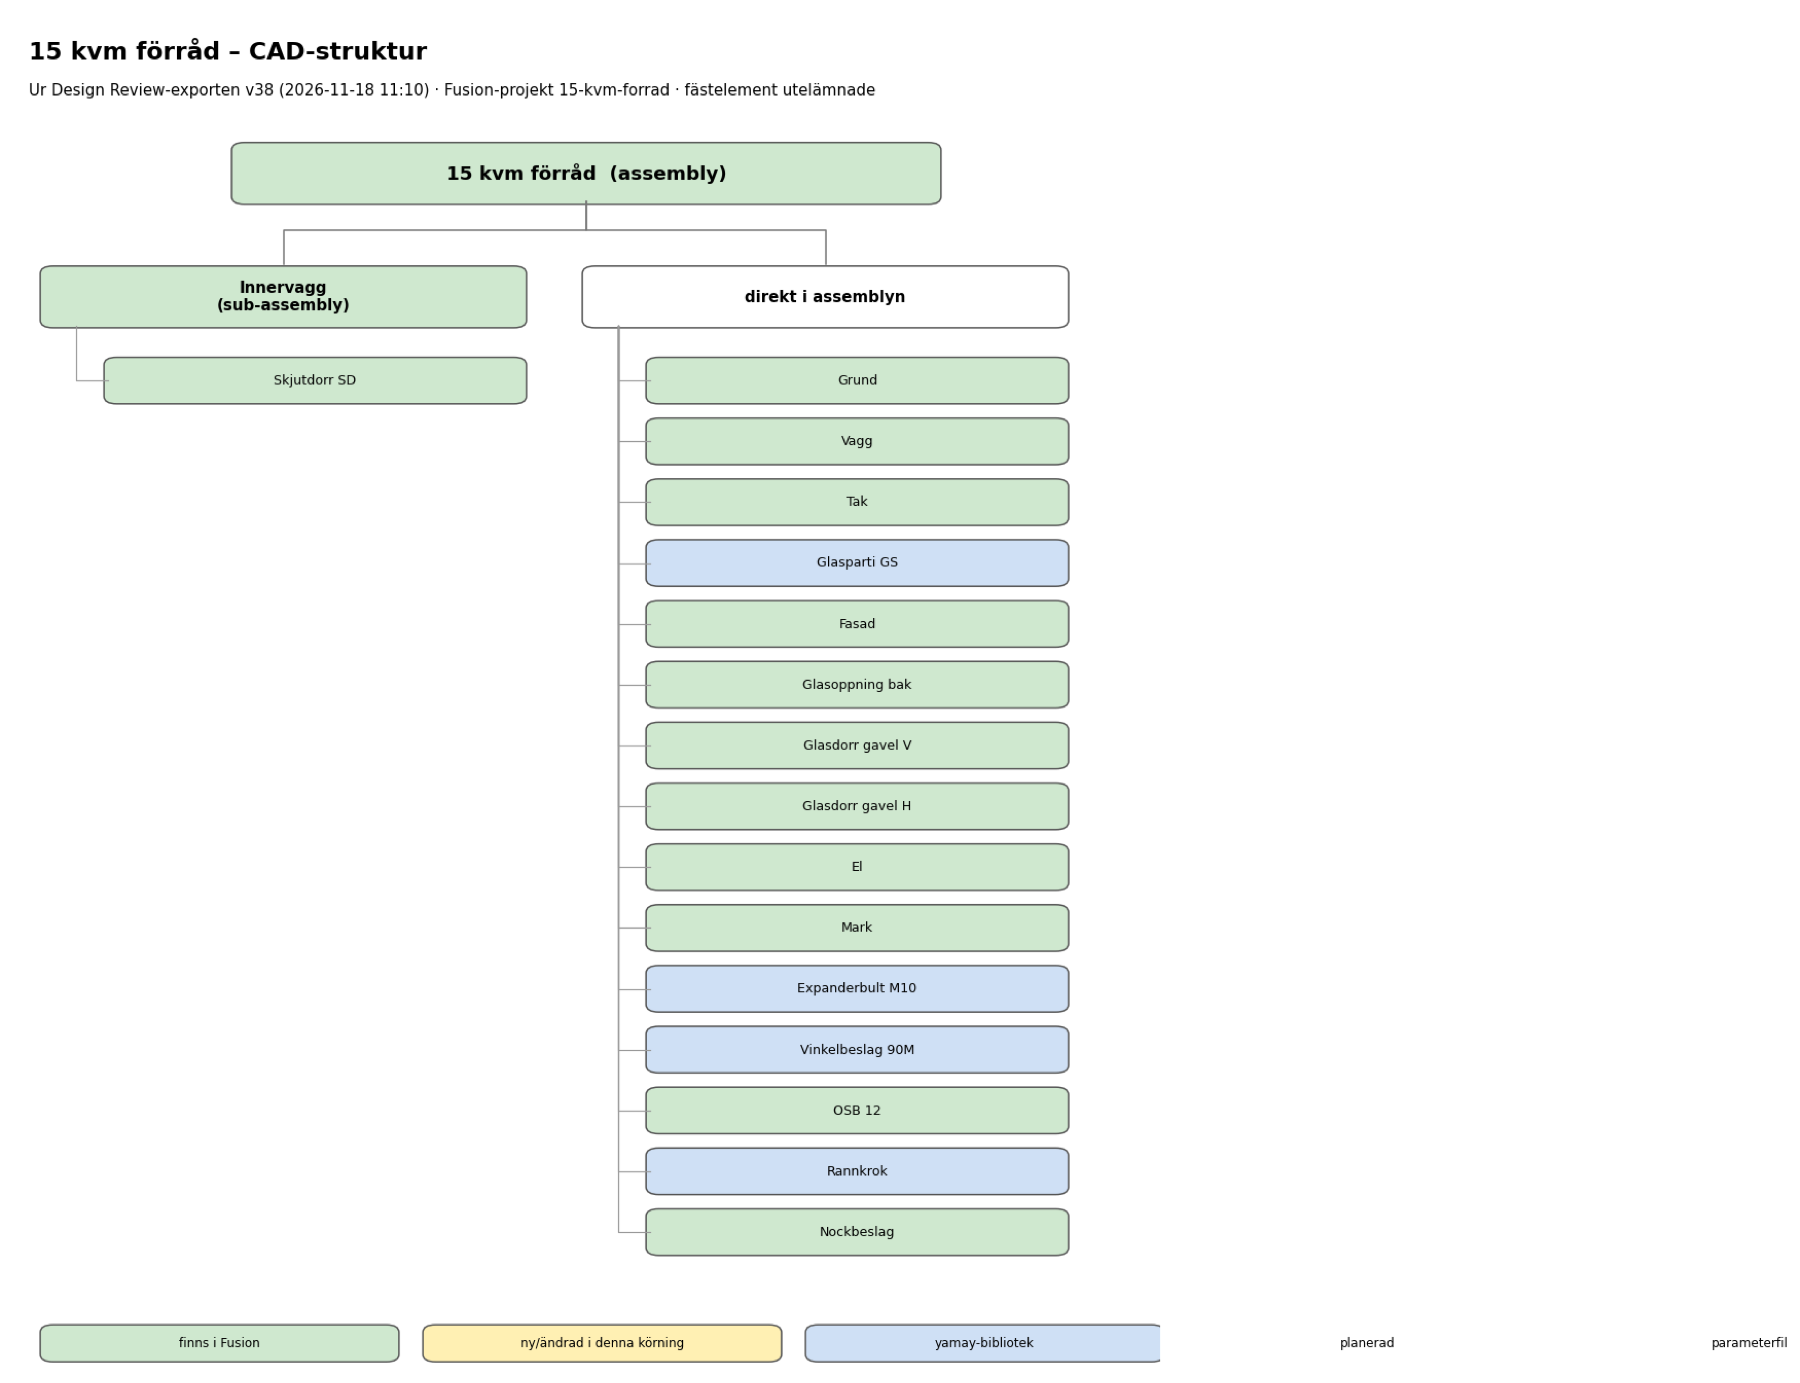 15 kvm förråd – CAD-struktur
Ur Design Review-exporten v38 (2026-11-18 11:10) · Fusion-projekt 15-kvm-forrad · fästelement utelämnade
15 kvm förråd  (assembly)
Innervagg
(sub-assembly)
direkt i assemblyn
Skjutdorr SD
Grund
Vagg
Tak
Glasparti GS
Fasad
Glasoppning bak
Glasdorr gavel V
Glasdorr gavel H
El
Mark
Expanderbult M10
Vinkelbeslag 90M
OSB 12
Rannkrok
Nockbeslag
finns i Fusion
ny/ändrad i denna körning
yamay-bibliotek
planerad
parameterfil